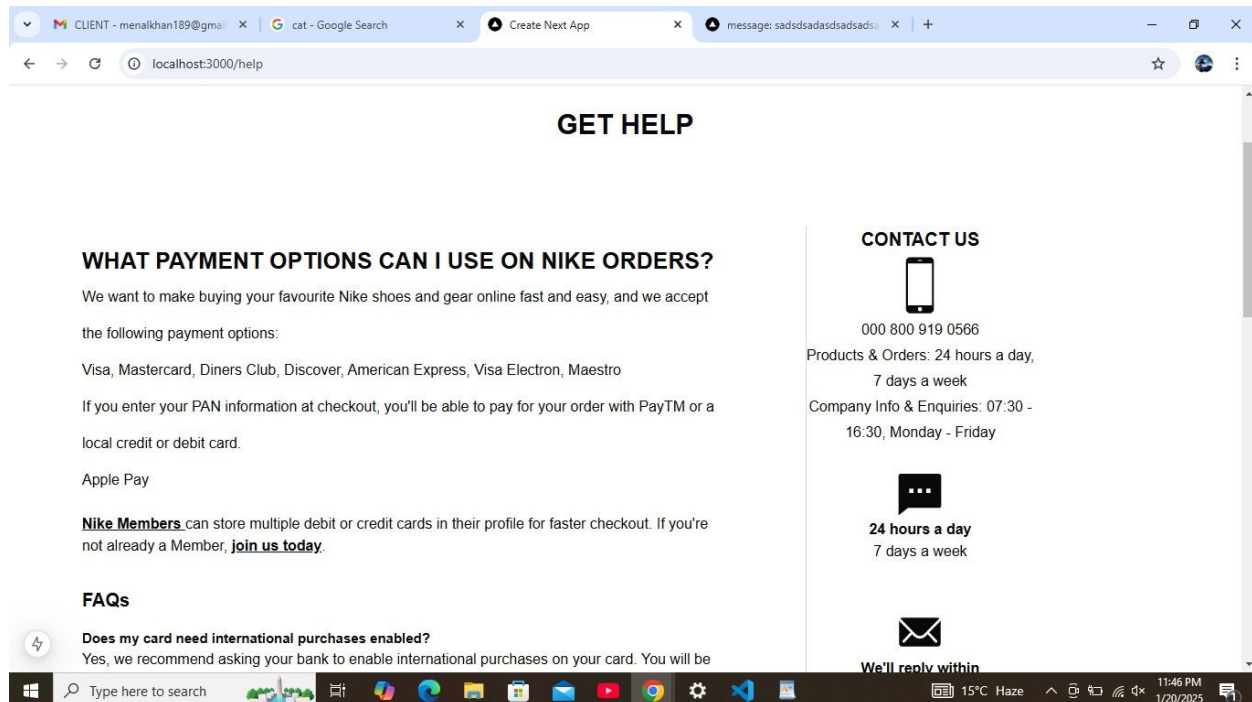 CLIENT - menalkhan189@gmai
cat - Google Search
Create Next App
message: sadsdsadasdsadsadsa
localhost:3000/help
GET HELP
WHAT PAYMENT OPTIONS CAN I USE ON NIKE ORDERS?
We want to make buying your favourite Nike shoes and gear online fast and easy, and we accept
the following payment options:
Visa, Mastercard, Diners Club, Discover, American Express, Visa Electron, Maestro
If you enter your PAN information at checkout, you'll be able to pay for your order with PayTM or a
local credit or debit card.
Apple Pay
Nike Members can store multiple debit or credit cards in their profile for faster checkout. If you're
not already a Member, join us today.
FAQs
Does my card need international purchases enabled?
Yes, we recommend asking your bank to enable international purchases on your card. You will be
CONTACT US
000 800 919 0566
Products & Orders: 24 hours a day,
7 days a week
Company Info & Enquiries: 07:30 -
16:30, Monday - Friday
24 hours a day
7 days a week
We'll reply within
Type here to search
15°C Haze
11:46 PM
1/20/2025